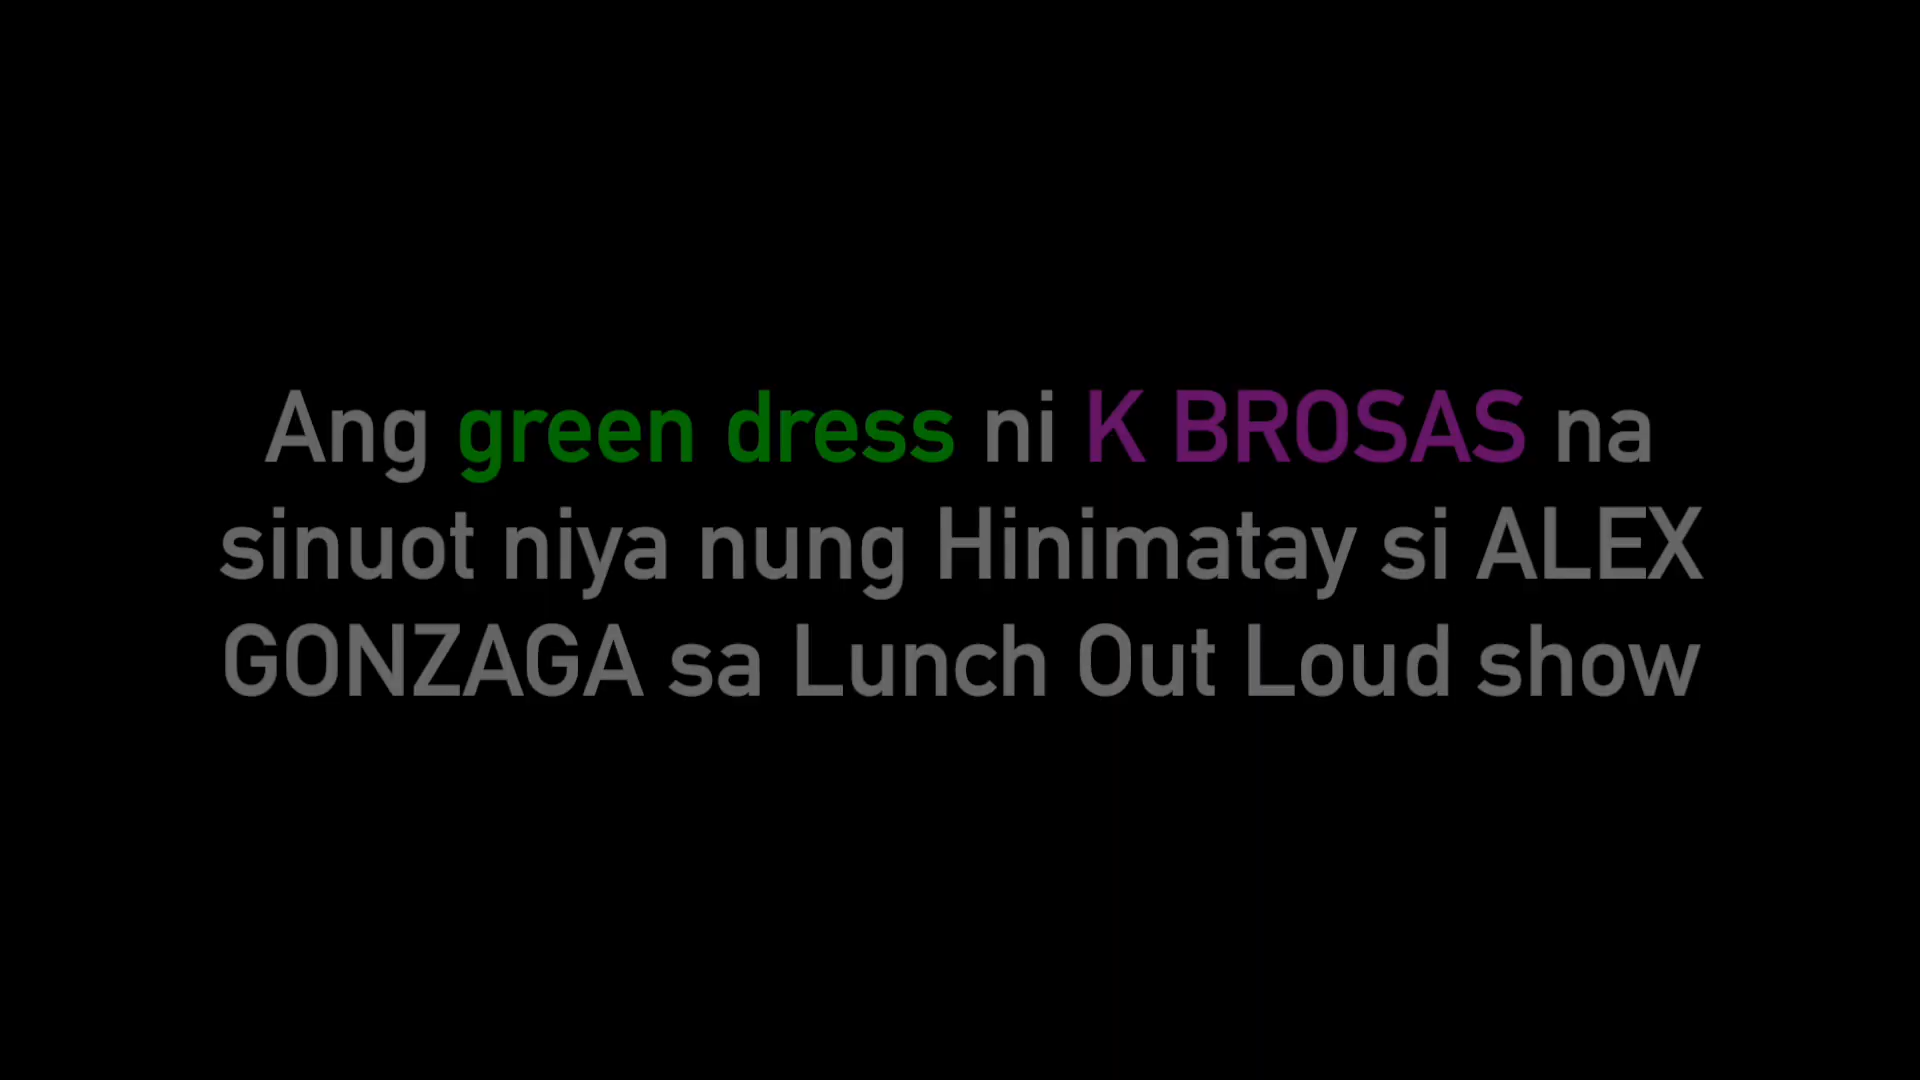 Ang green dress ni K BROSAS na
sinuot niya nung Hinimatay si ALEX
GONZAGA sa Lunch Out Loud show